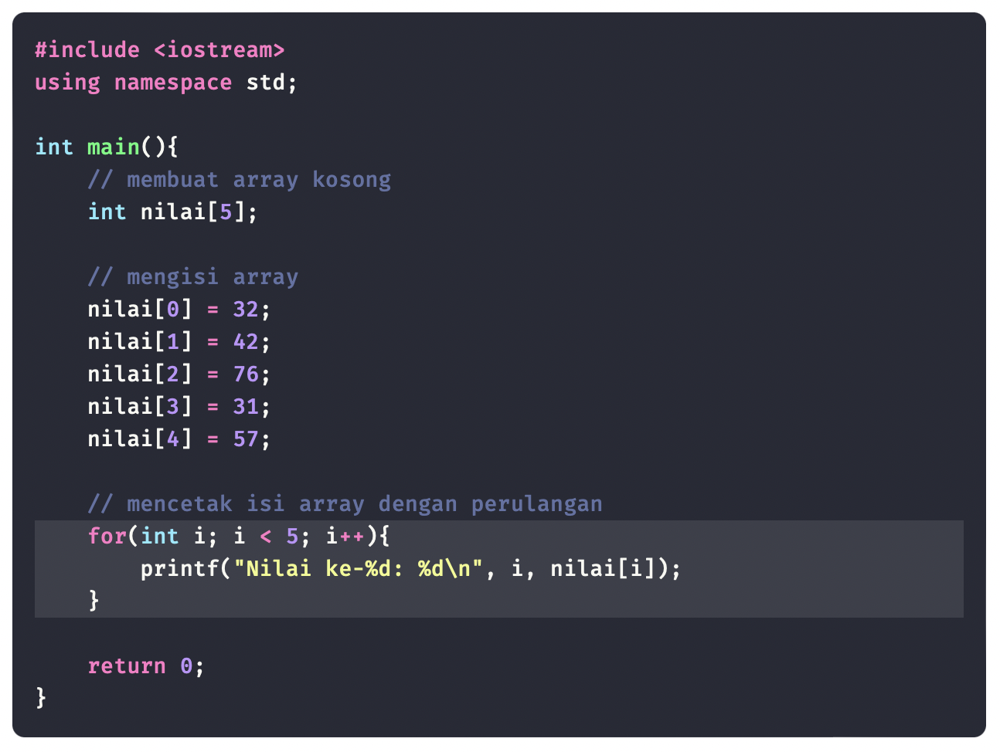 #include <iostream>
using namespace std;
int main(){
// membuat array kosong
int nilai[5];
// mengisi array
nilai[0] = 32;
nilai[1] = 42;
nilai[2] = 76;
nilai[3] = 31;
nilai[4] = 57;
// mencetak isi array dengan perulangan
for(int i; i < 5; i++){
printf("Nilai ke-%d: %d\n", i, nilai[i]);
}
return 0;
}